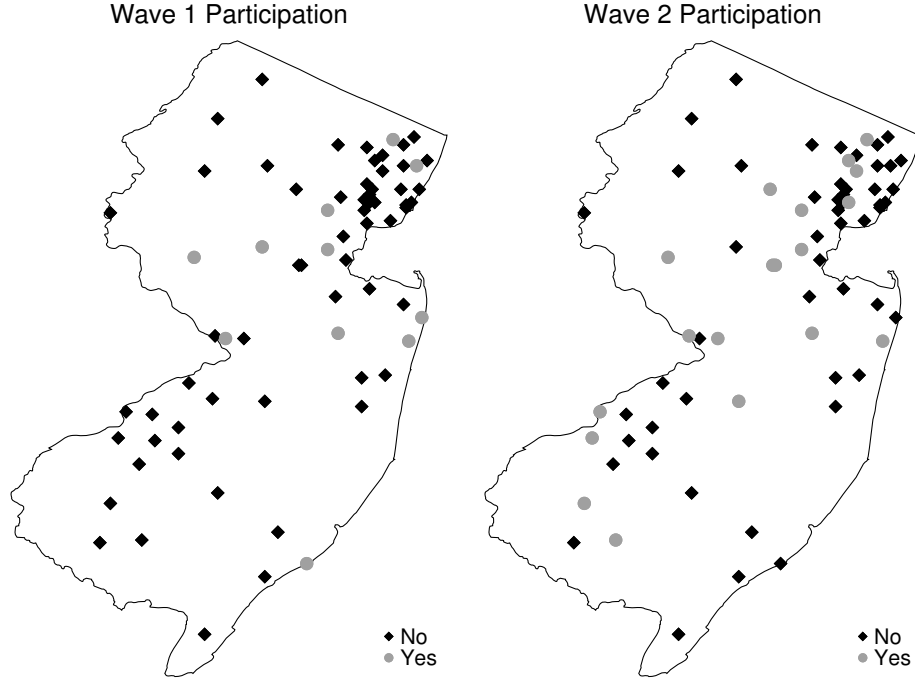 Wave 1 Participation
Wave 2 Participation
No
Yes
No
Yes